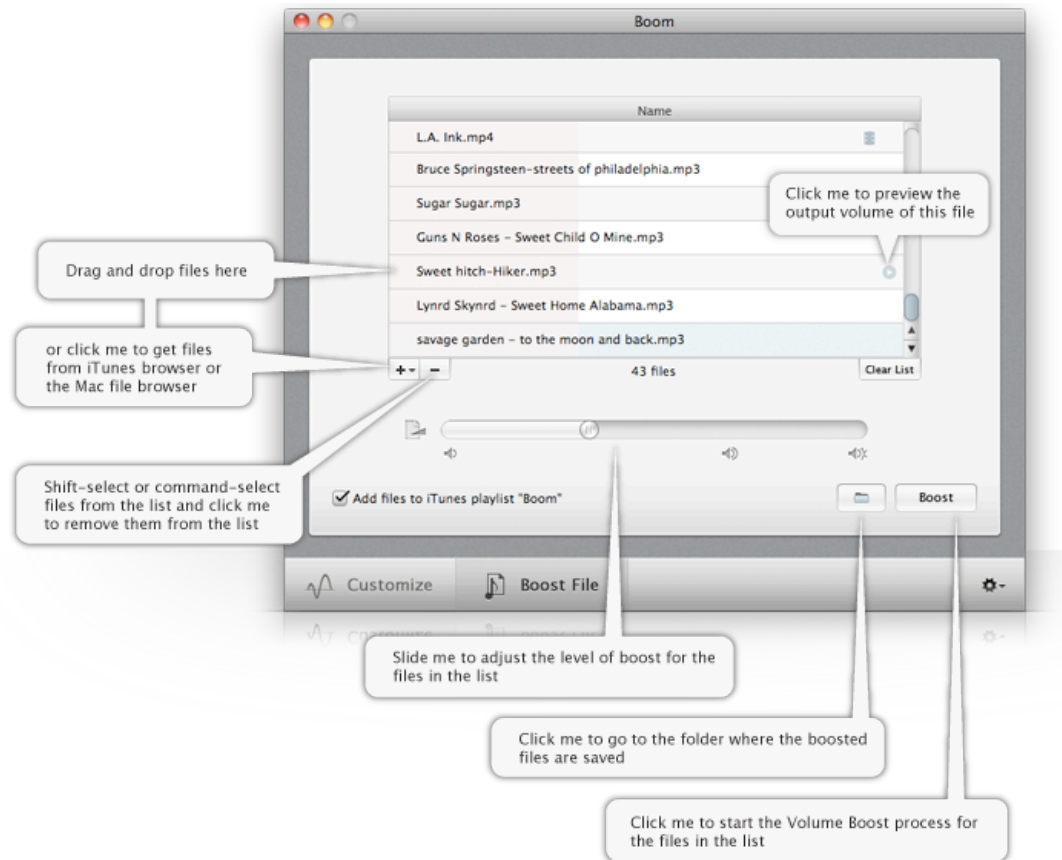 Boom
Name
L.A. Ink.mp4
Bruce Springsteen-streets of philadelphia.mp3
Sugar Sugar.mp3
Click me to preview the
output volume of this file
Guns N Roses - Sweet Child O Mine.mp3
Drag and drop files here
Sweet hitch-Hiker.mp3
Lynrd Skynrd - Sweet Home Alabama.mp3
savage garden - to the moon and back.mp3
or click me to get files
from iTunes browser or
the Mac file browser
+ - 43 files Clear List
Shift-select or command-select
files from the list and click me
to remove them from the list
Add files to iTunes playlist "Boom"
Boost
Customize
Boost File
Slide me to adjust the level of boost for the
files in the list
Click me to go to the folder where the boosted
files are saved
Click me to start the Volume Boost process for
the files in the list